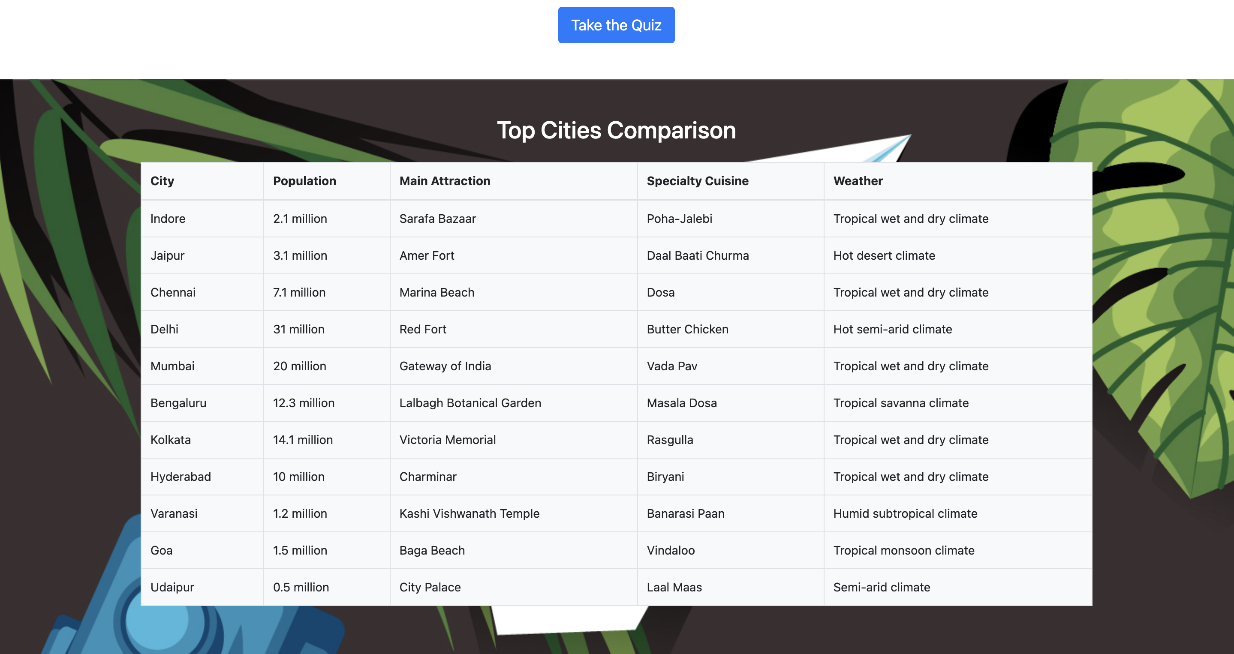 Take the Quiz
Top Cities Comparison
City Population Main Attraction Specialty Cuisine Weather
Indore 2.1 million Sarafa Bazaar Poha-Jalebi Tropical wet and dry climate
Jaipur 3.1 million Amer Fort Daal Baati Churma Hot desert climate
Chennai 7.1 million Marina Beach Dosa Tropical wet and dry climate
Delhi 31 million Red Fort Butter Chicken Hot semi-arid climate
Mumbai 20 million Gateway of India Vada Pav Tropical wet and dry climate
Bengaluru 12.3 million Lalbagh Botanical Garden Masala Dosa Tropical savanna climate
Kolkata 14.1 million Victoria Memorial Rasgulla Tropical wet and dry climate
Hyderabad 10 million Charminar Biryani Tropical wet and dry climate
Varanasi 1.2 million Kashi Vishwanath Temple Banarasi Paan Humid subtropical climate
Goa 1.5 million Baga Beach Vindaloo Tropical monsoon climate
Udaipur 0.5 million City Palace Laal Maas Semi-arid climate